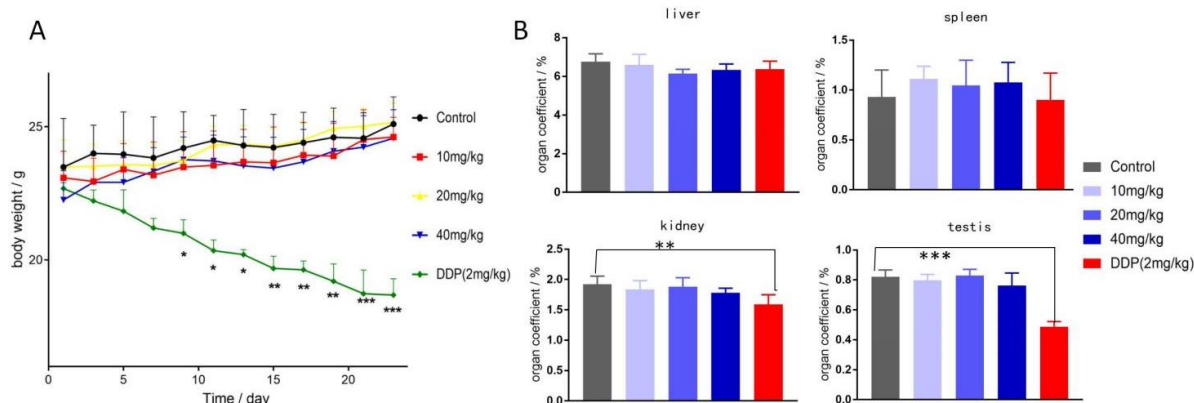 A
body weight / g
25
20
0
5
10
15
20
Time / day
*
*
*
**
**
**
***
***
Control
10mg/kg
20mg/kg
40mg/kg
DDP(2mg/kg)
B
liver
organ coefficient / %
8
6
4
2
0
spleen
organ coefficient / %
1.5
1.0
0.5
0.0
kidney
organ coefficient / %
2.5
2.0
1.5
1.0
0.5
0.0
**
testis
organ coefficient / %
1.0
0.8
0.6
0.4
0.2
0.0
***
Control
10mg/kg
20mg/kg
40mg/kg
DDP(2mg/kg)